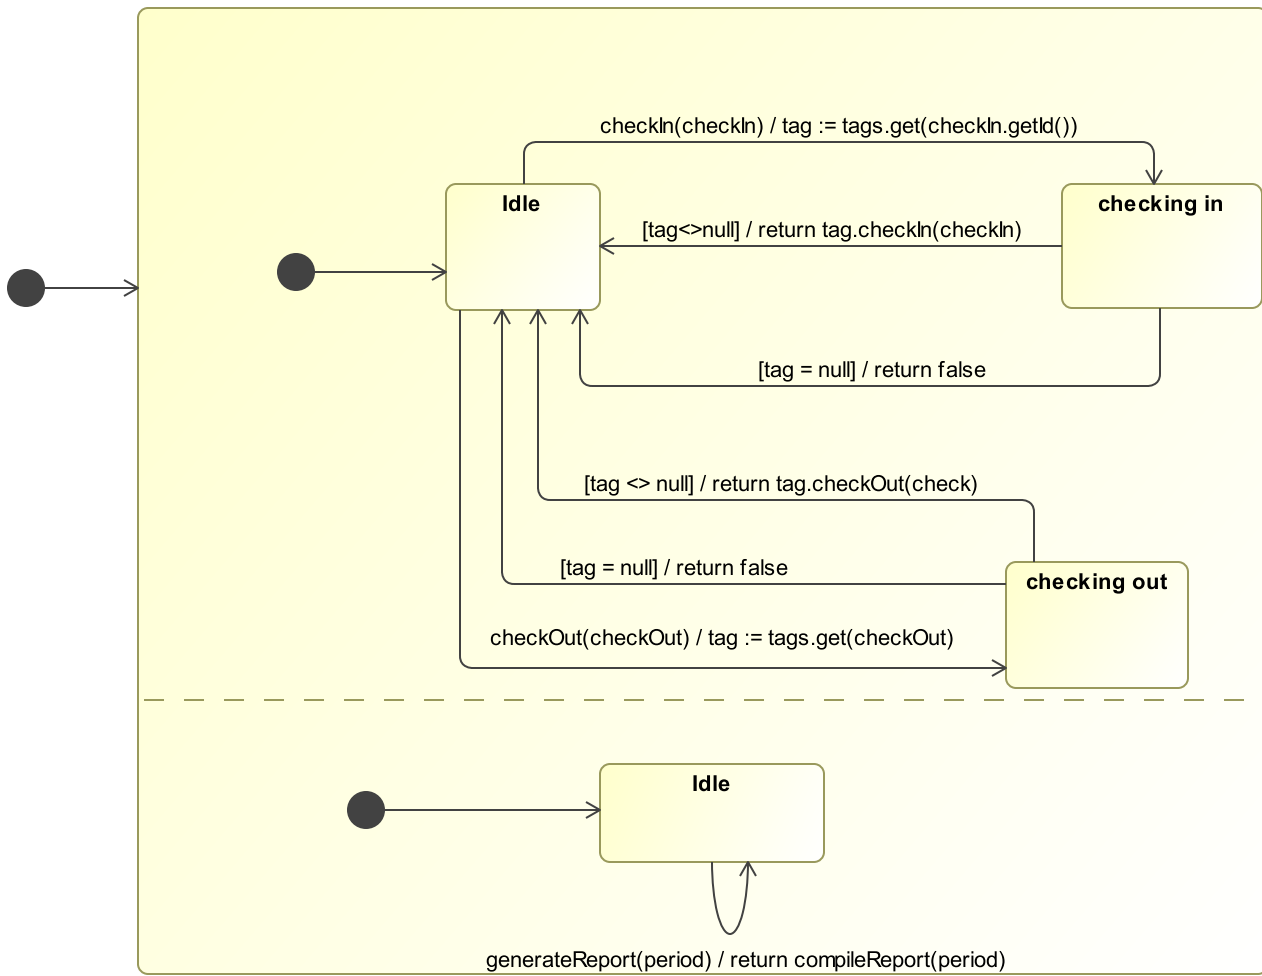 checkIn(checkIn) / tag := tags.get(checkIn.getId())
Idle
checking in
[tag<>null] / return tag.checkIn(checkIn)
[tag = null] / return false
[tag <> null] / return tag.checkOut(check)
[tag = null] / return false
checking out
checkOut(checkOut) / tag := tags.get(checkOut)
Idle
generateReport(period) / return compileReport(period)